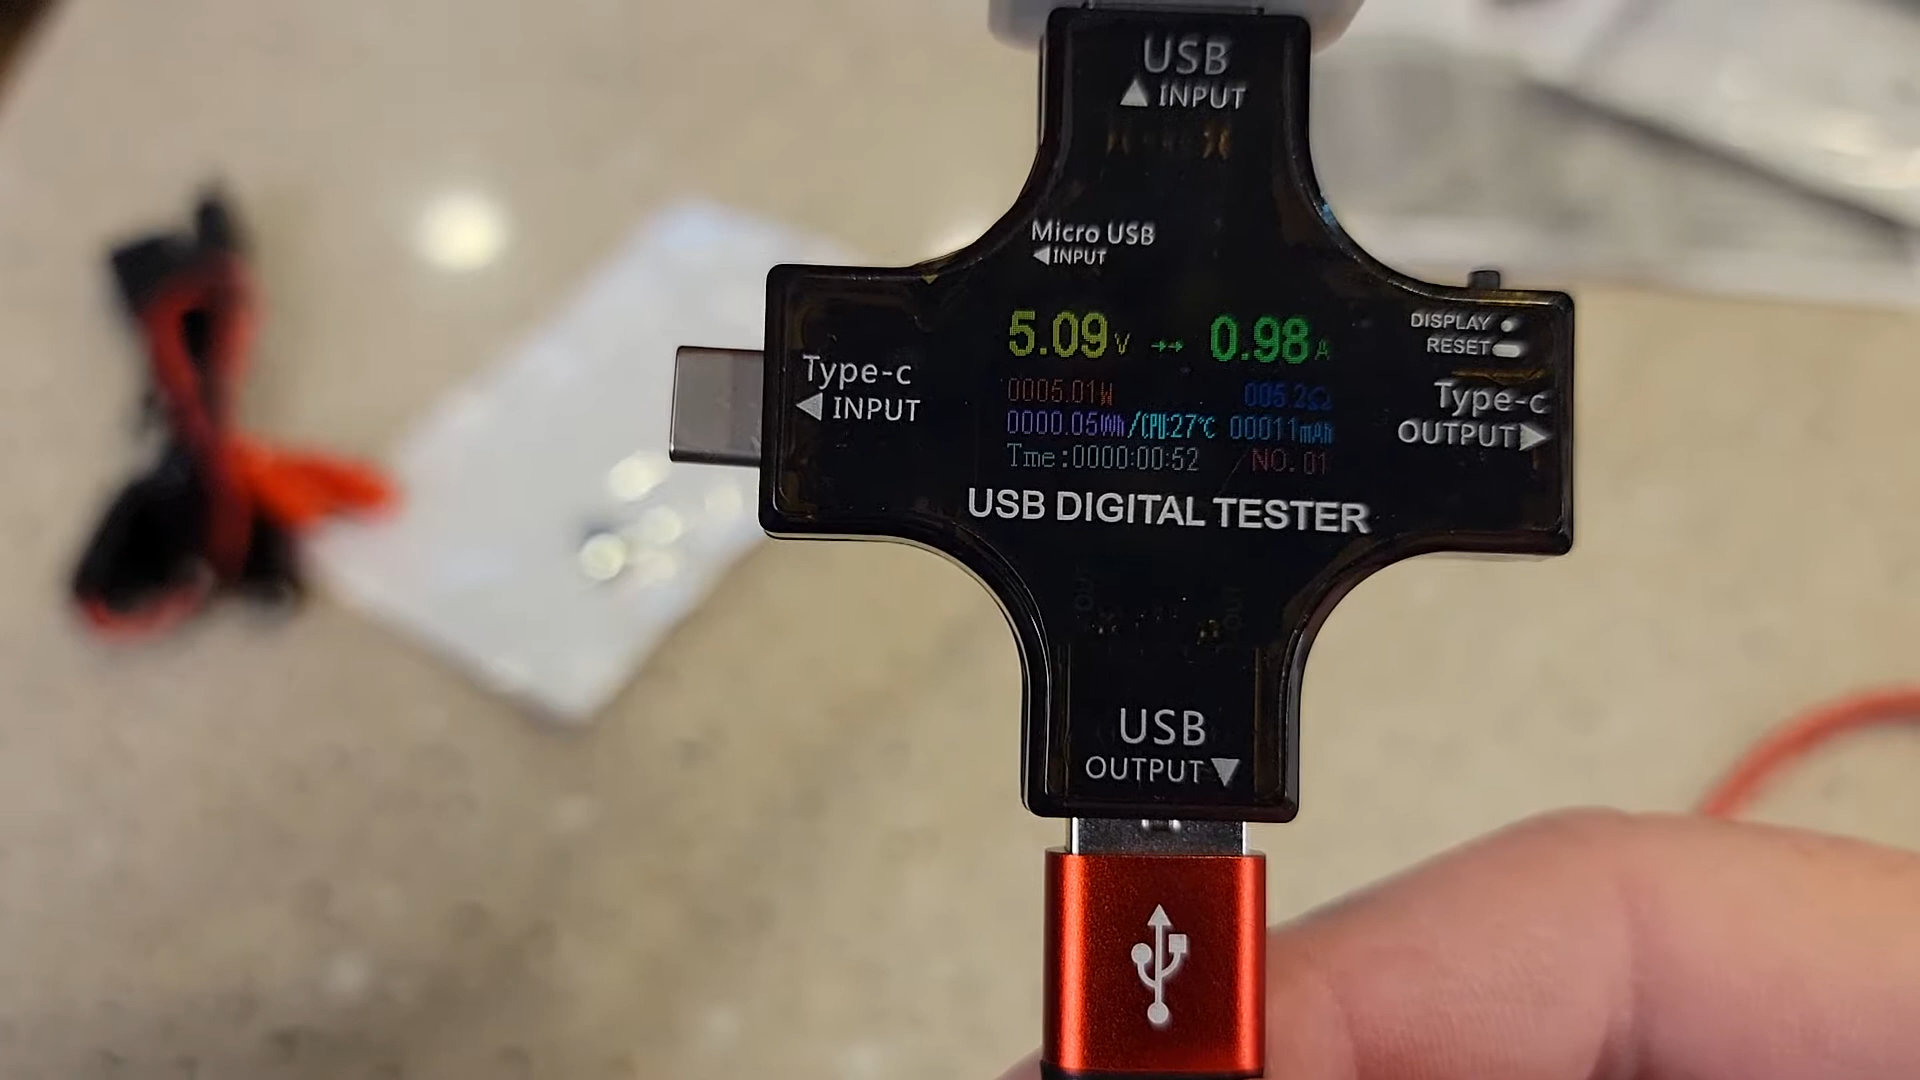 USB
▲ INPUT
Micro USB
◀INPUT
5.09V →→ 0.98A
0005.01W 005.2Ω
0000.05Wh/CPU:27℃ 00011mAh
Tme:0000:00:52 / NO.01
DISPLAY
RESET
Type-c
◀ INPUT
Type-c
OUTPUT▶
USB DIGITAL TESTER
USB
OUTPUT▼